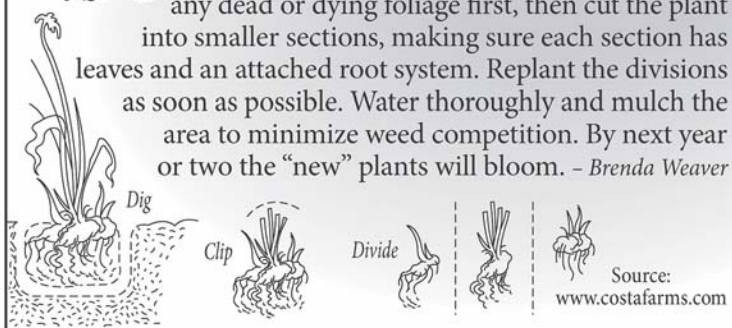 any dead or dying foliage first, then cut the plant
into smaller sections, making sure each section has
leaves and an attached root system. Replant the divisions
as soon as possible. Water thoroughly and mulch the
area to minimize weed competition. By next year
or two the “new” plants will bloom. – Brenda Weaver
Dig
Clip
Divide
Source:
www.costafarms.com